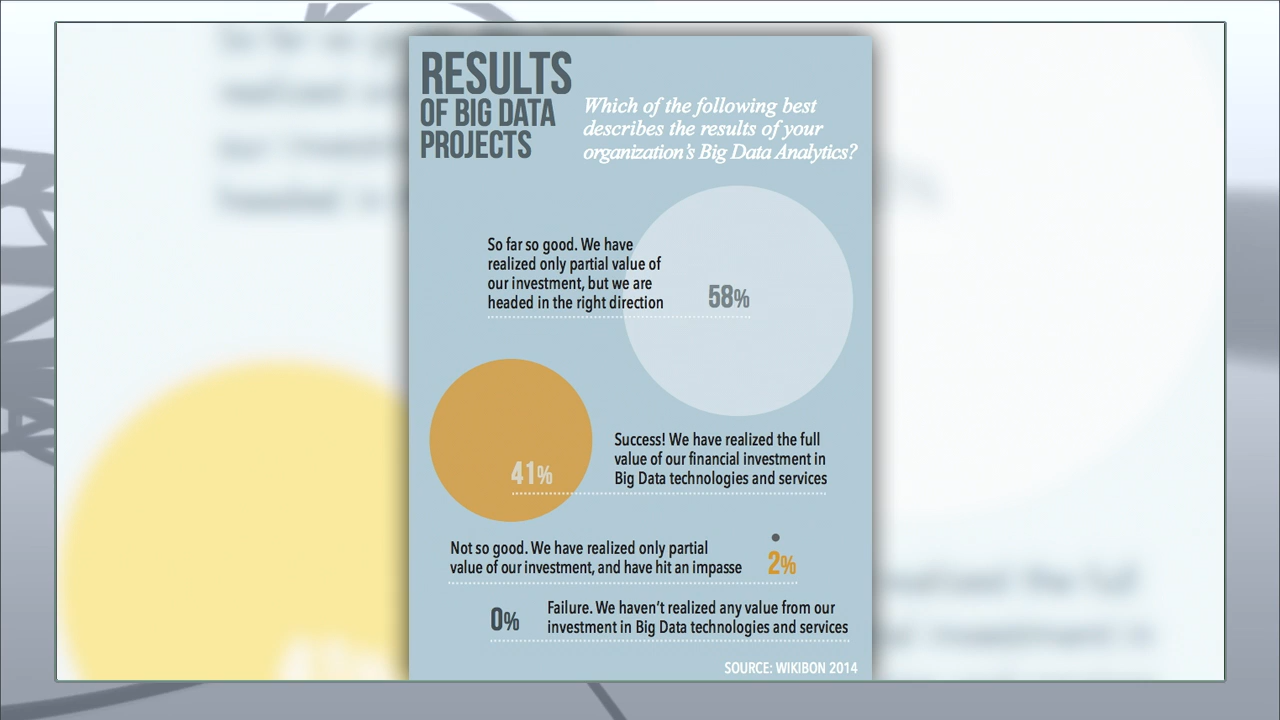 RESULTS
OF BIG DATA
PROJECTS
Which of the following best
describes the results of your
organization's Big Data Analytics?
So far so good. We have
realized only partial value of
our investment, but we are
headed in the right direction
58%
41%
Success! We have realized the full
value of our financial investment in
Big Data technologies and services
Not so good. We have realized only partial
value of our investment, and have hit an impasse
2%
0%
Failure. We haven't realized any value from our
investment in Big Data technologies and services
SOURCE: WIKIBON 2014